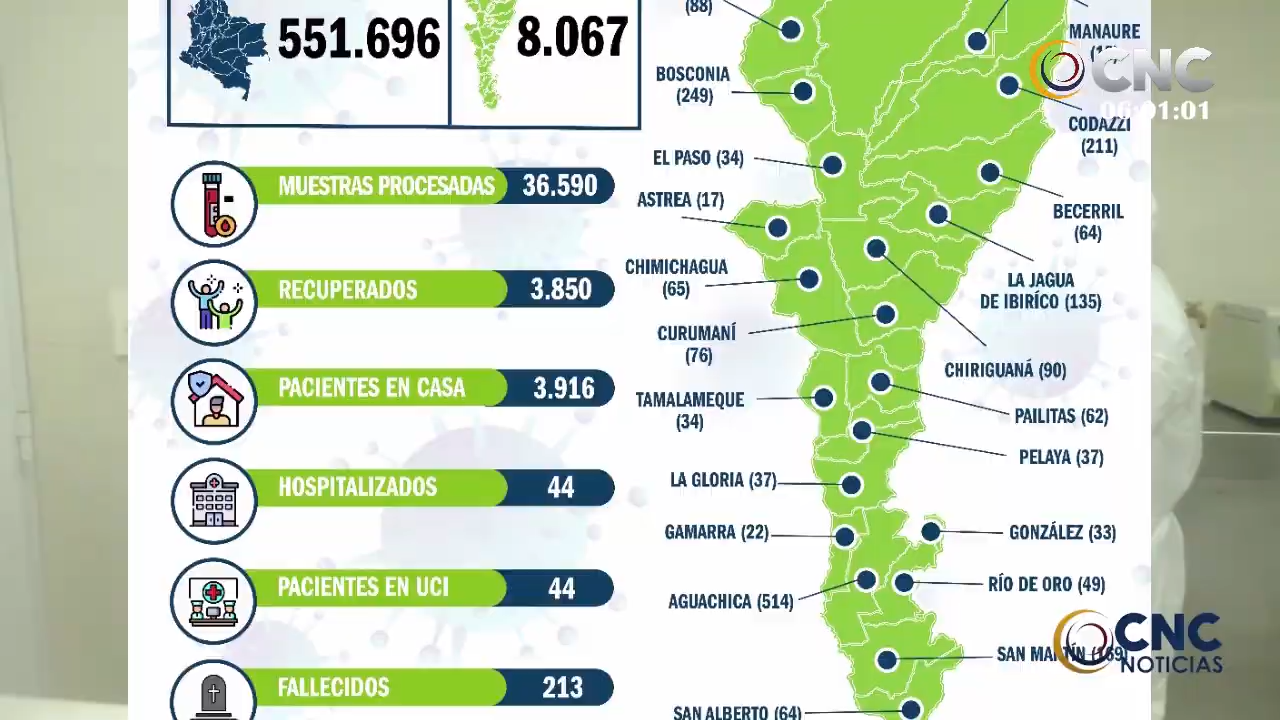 551.696
8.067
MUESTRAS PROCESADAS 36.590
RECUPERADOS 3.850
PACIENTES EN CASA 3.916
HOSPITALIZADOS 44
PACIENTES EN UCI 44
FALLECIDOS 213
(88)
BOSCONIA
(249)
EL PASO (34)
ASTREA (17)
CHIMICHAGUA
(65)
CURUMANÍ
(76)
TAMALAMEQUE
(34)
LA GLORIA (37)
GAMARRA (22)
AGUACHICA (514)
SAN ALBERTO (64)
MANAURE
CNC
06:01:01
CODAZZI
(211)
BECERRIL
(64)
LA JAGUA
DE IBIRÍCO (135)
CHIRIGUANÁ (90)
PAILITAS (62)
PELAYA (37)
GONZÁLEZ (33)
RÍO DE ORO (49)
SAN MARTÍN (169)
CNC
NOTICIAS